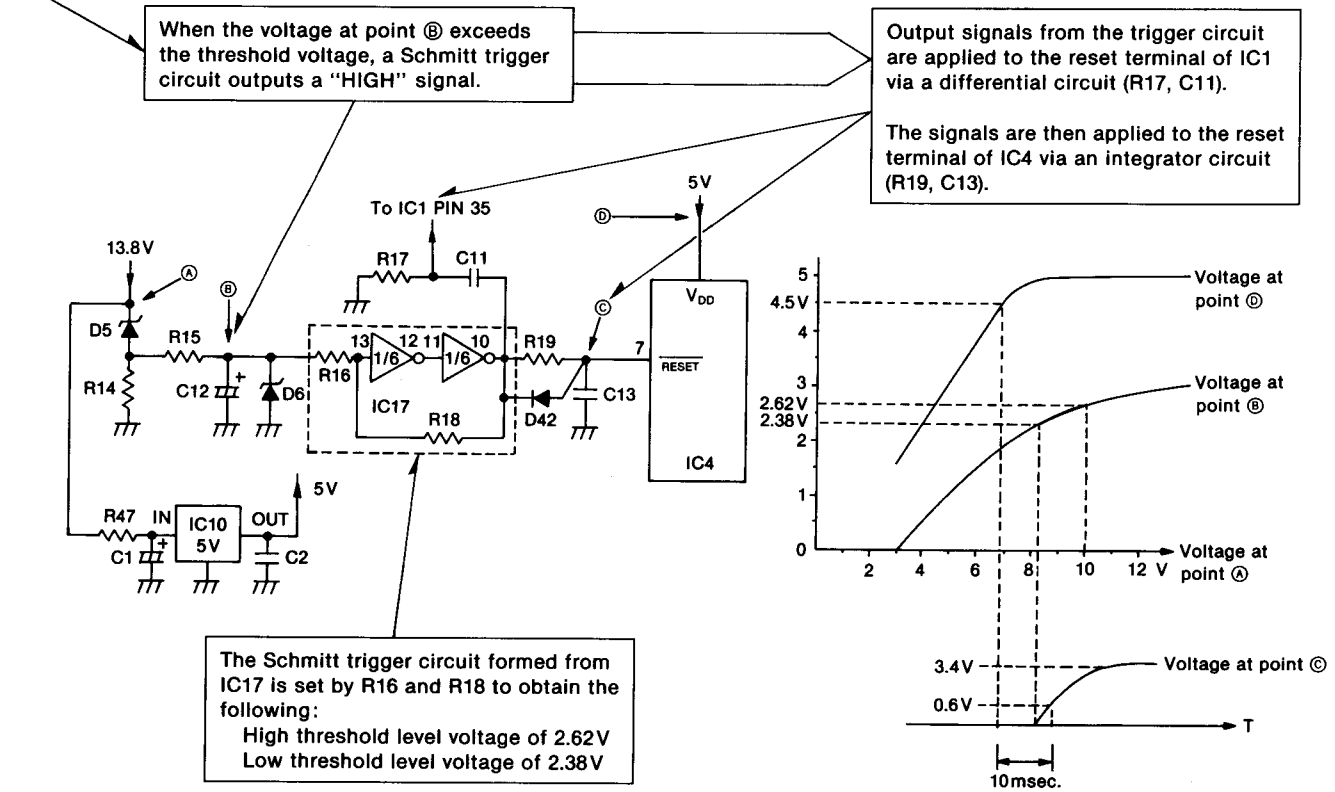 When the voltage at point Ⓑ exceeds
the threshold voltage, a Schmitt trigger
circuit outputs a "HIGH" signal.
Output signals from the trigger circuit
are applied to the reset terminal of IC1
via a differential circuit (R17, C11).
The signals are then applied to the reset
terminal of IC4 via an integrator circuit
(R19, C13).
To IC1 PIN 35
5V
Ⓓ
13.8V
Ⓐ
Ⓑ
R17
C11
Ⓒ
VDD
D5
R15
13
12
11
10
R19
7
RESET
1/6
1/6
R16
R14
C12
+
D6
IC17
D42
C13
R18
IC4
5V
R47
IN
IC10
5V
OUT
C1
+
C2
The Schmitt trigger circuit formed from
IC17 is set by R16 and R18 to obtain the
following:
High threshold level voltage of 2.62V
Low threshold level voltage of 2.38V
5
4.5V
4
3
2.62V
2.38V
2
1
0
Voltage at
point Ⓓ
Voltage at
point Ⓑ
2 4 6 8 10 12 V
Voltage at
point Ⓐ
3.4V
Voltage at point Ⓒ
0.6V
T
10msec.